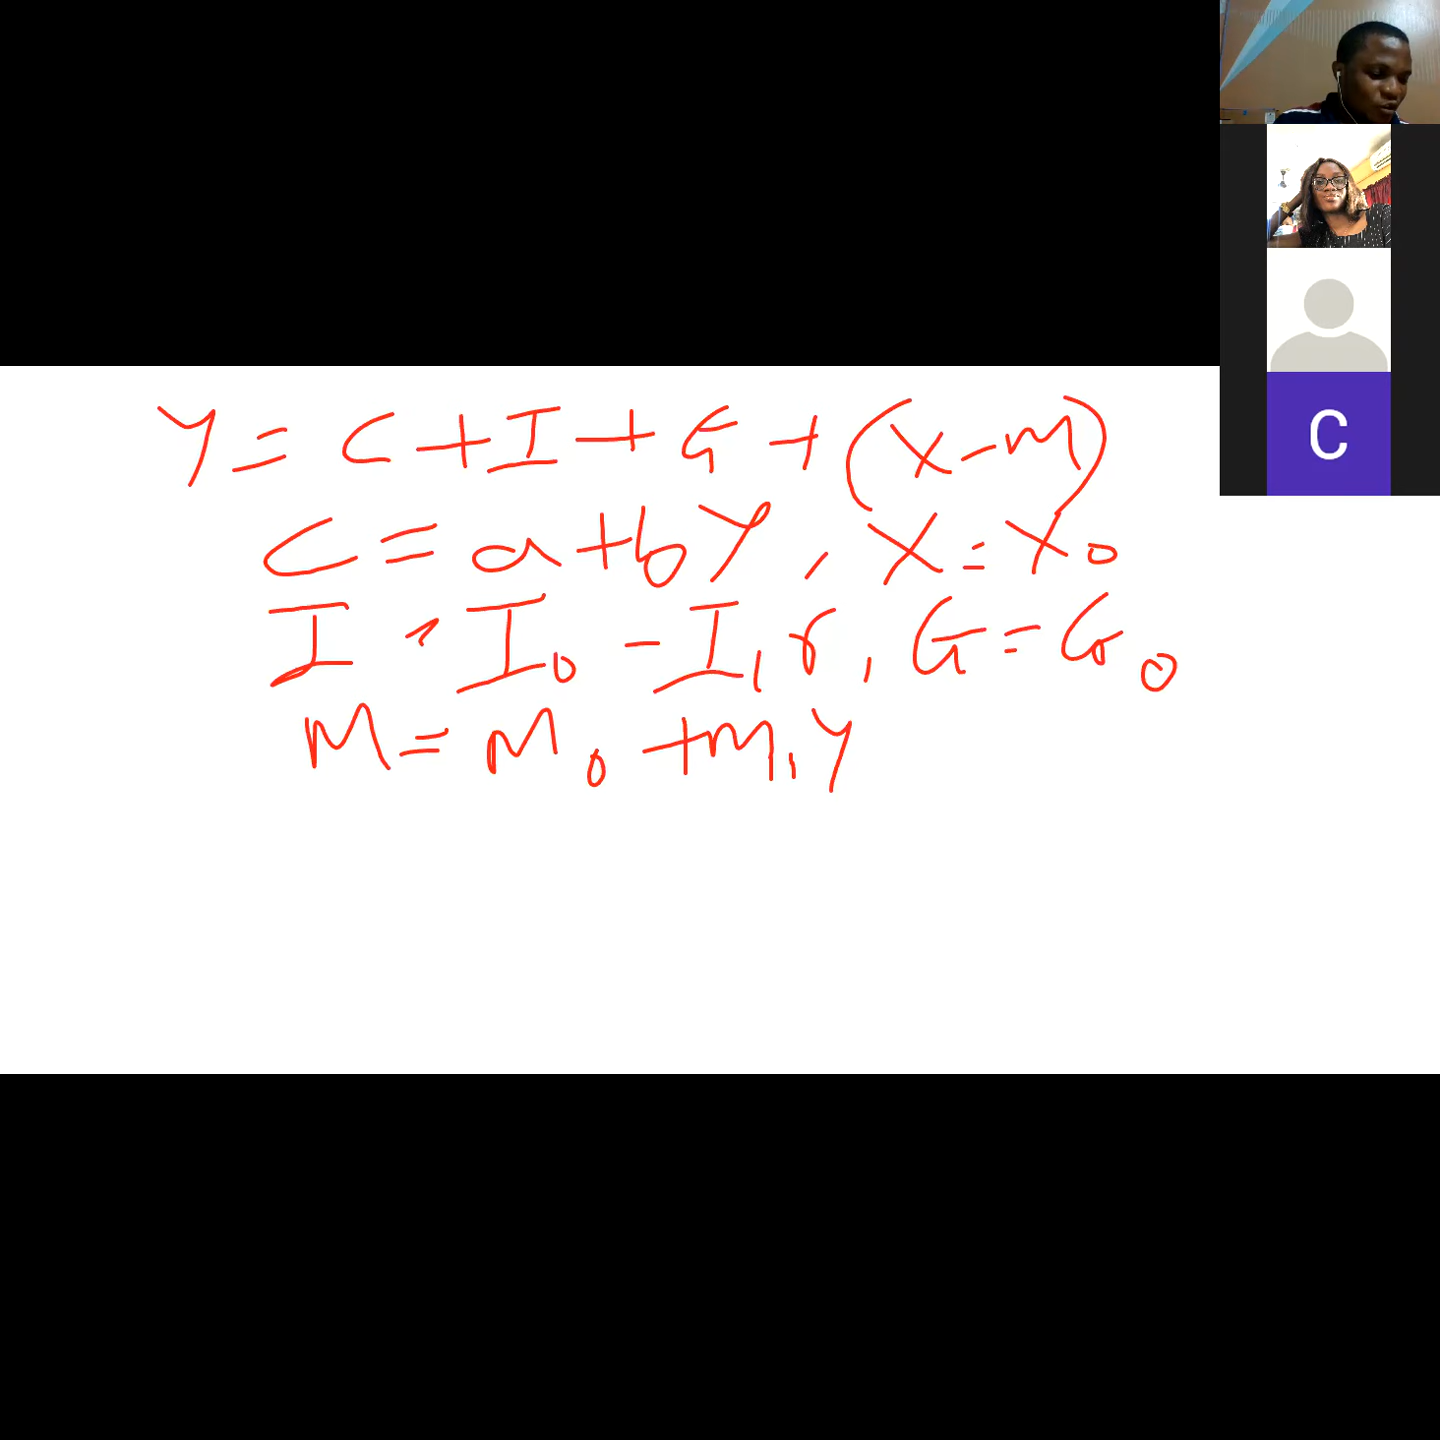 Y = C + I + G + (X - M)
C = a + bY, X = X₀
I = I₀ - I₁r, G = G₀
M = M₀ + M₁Y
C